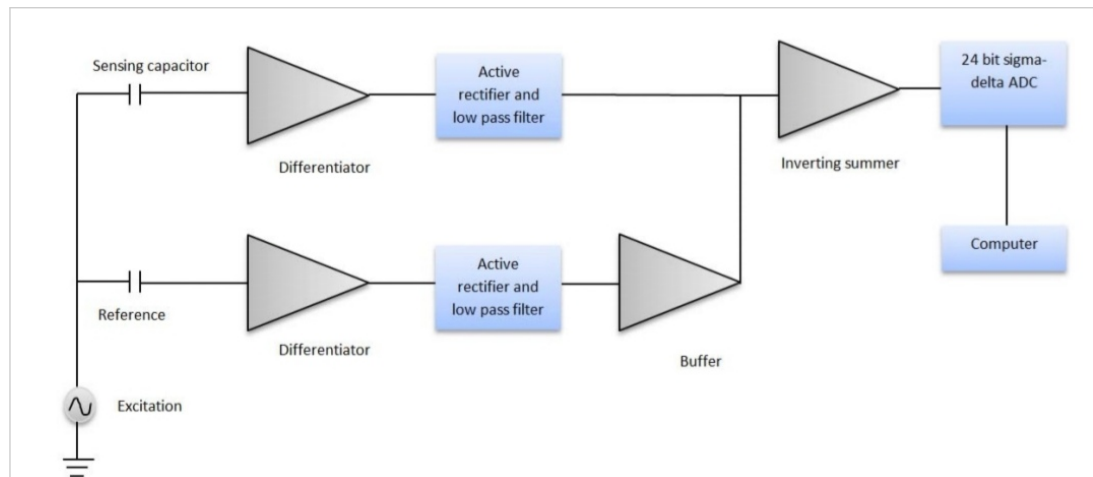 Sensing capacitor
Differentiator
Active
rectifier and
low pass filter
Inverting summer
24 bit sigma-
delta ADC
Computer
Reference
Differentiator
Active
rectifier and
low pass filter
Buffer
Excitation